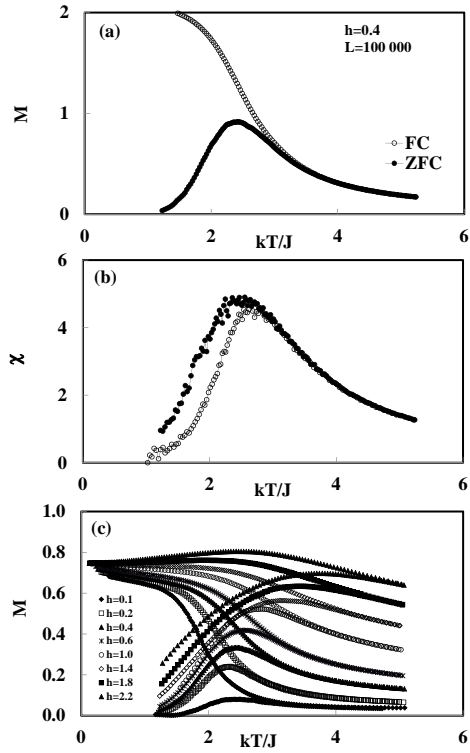 2
(a)
h=0.4
L=100 000
M
1
FC
ZFC
0
0
2
4
6
kT/J
6
(b)
4
χ
2
0
0
2
4
6
kT/J
1.0
(c)
0.8
0.6
M
h=0.1
h=0.2
h=0.4
h=0.6
h=1.0
h=1.4
h=1.8
h=2.2
0.4
0.2
0.0
0
2
4
6
kT/J